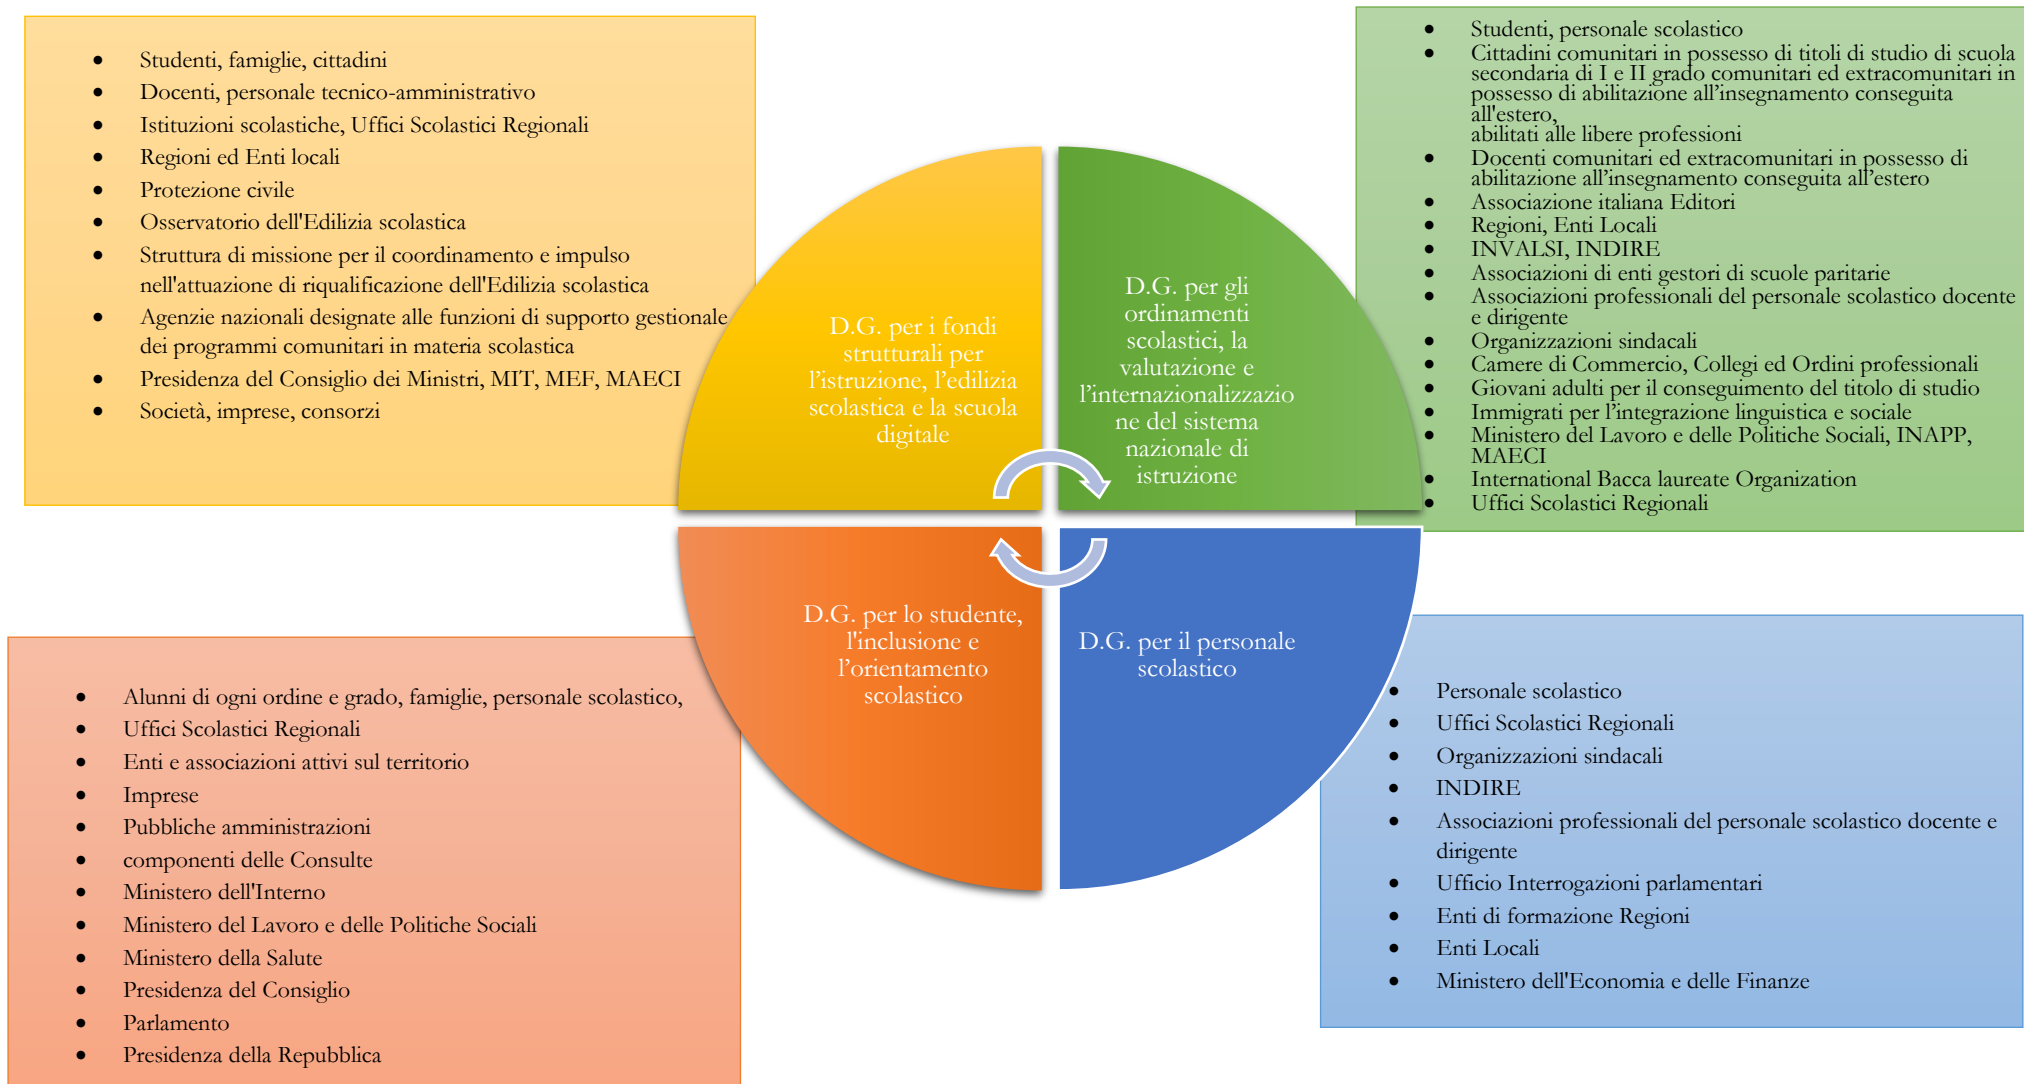 • Studenti, famiglie, cittadini
• Docenti, personale tecnico-amministrativo
• Istituzioni scolastiche, Uffici Scolastici Regionali
• Regioni ed Enti locali
• Protezione civile
• Osservatorio dell'Edilizia scolastica
• Struttura di missione per il coordinamento e impulso
nell'attuazione di riqualificazione dell'Edilizia scolastica
• Agenzie nazionali designate alle funzioni di supporto gestionale
dei programmi comunitari in materia scolastica
• Presidenza del Consiglio dei Ministri, MIT, MEF, MAECI
• Società, imprese, consorzi
• Studenti, personale scolastico
• Cittadini comunitari in possesso di titoli di studio di scuola
secondaria di I e II grado comunitari ed extracomunitari in
possesso di abilitazione all’insegnamento conseguita
all'estero,
abilitati alle libere professioni
• Docenti comunitari ed extracomunitari in possesso di
abilitazione all’insegnamento conseguita all’estero
• Associazione italiana Editori
• Regioni, Enti Locali
• INVALSI, INDIRE
• Associazioni di enti gestori di scuole paritarie
• Associazioni professionali del personale scolastico docente
e dirigente
• Organizzazioni sindacali
• Camere di Commercio, Collegi ed Ordini professionali
• Giovani adulti per il conseguimento del titolo di studio
• Immigrati per l’integrazione linguistica e sociale
• Ministero del Lavoro e delle Politiche Sociali, INAPP,
MAECI
• International Bacca laureate Organization
• Uffici Scolastici Regionali
D.G. per i fondi
strutturali per
l’istruzione, l’edilizia
scolastica e la scuola
digitale
D.G. per gli
ordinamenti
scolastici, la
valutazione e
l’internazionalizzazio
ne del sistema
nazionale di
istruzione
D.G. per lo studente,
l'inclusione e
l’orientamento
scolastico
D.G. per il personale
scolastico
• Alunni di ogni ordine e grado, famiglie, personale scolastico,
• Uffici Scolastici Regionali
• Enti e associazioni attivi sul territorio
• Imprese
• Pubbliche amministrazioni
• componenti delle Consulte
• Ministero dell'Interno
• Ministero del Lavoro e delle Politiche Sociali
• Ministero della Salute
• Presidenza del Consiglio
• Parlamento
• Presidenza della Repubblica
• Personale scolastico
• Uffici Scolastici Regionali
• Organizzazioni sindacali
• INDIRE
• Associazioni professionali del personale scolastico docente e
dirigente
• Ufficio Interrogazioni parlamentari
• Enti di formazione Regioni
• Enti Locali
• Ministero dell'Economia e delle Finanze